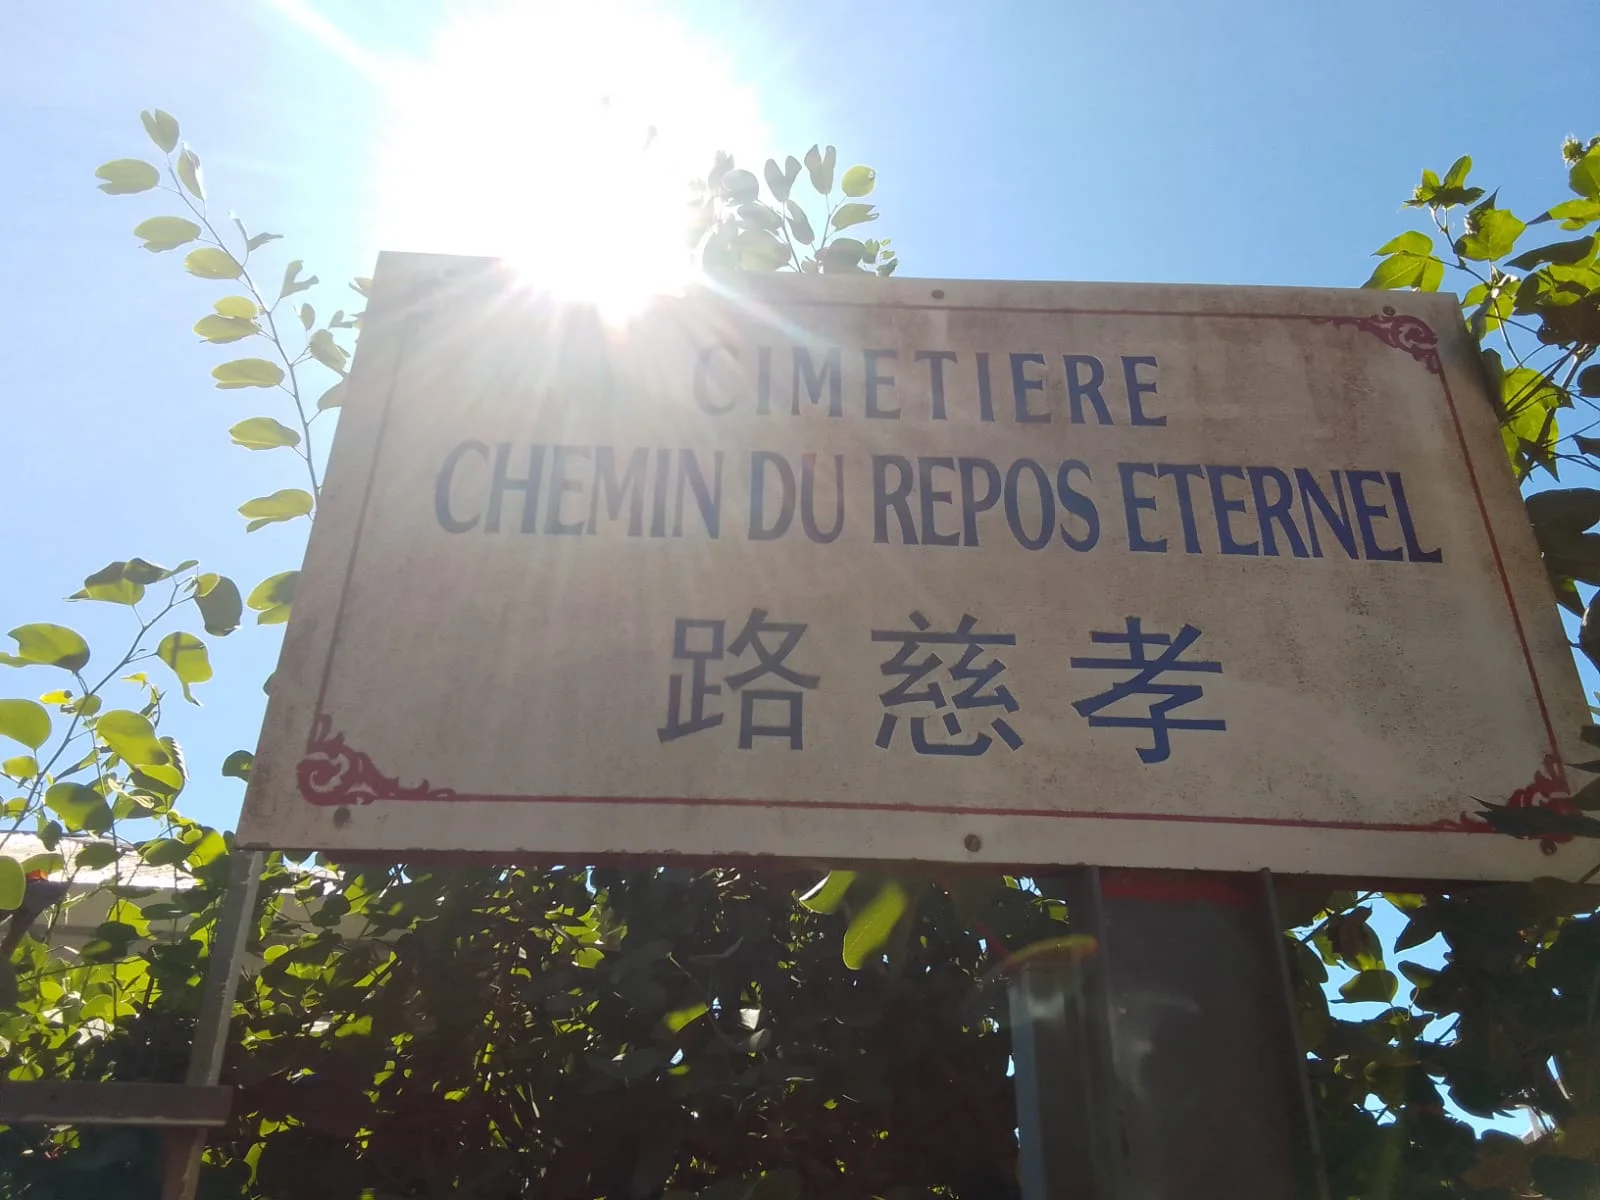 CIMETIERE
CHEMIN DU REPOS ETERNEL
路慈孝